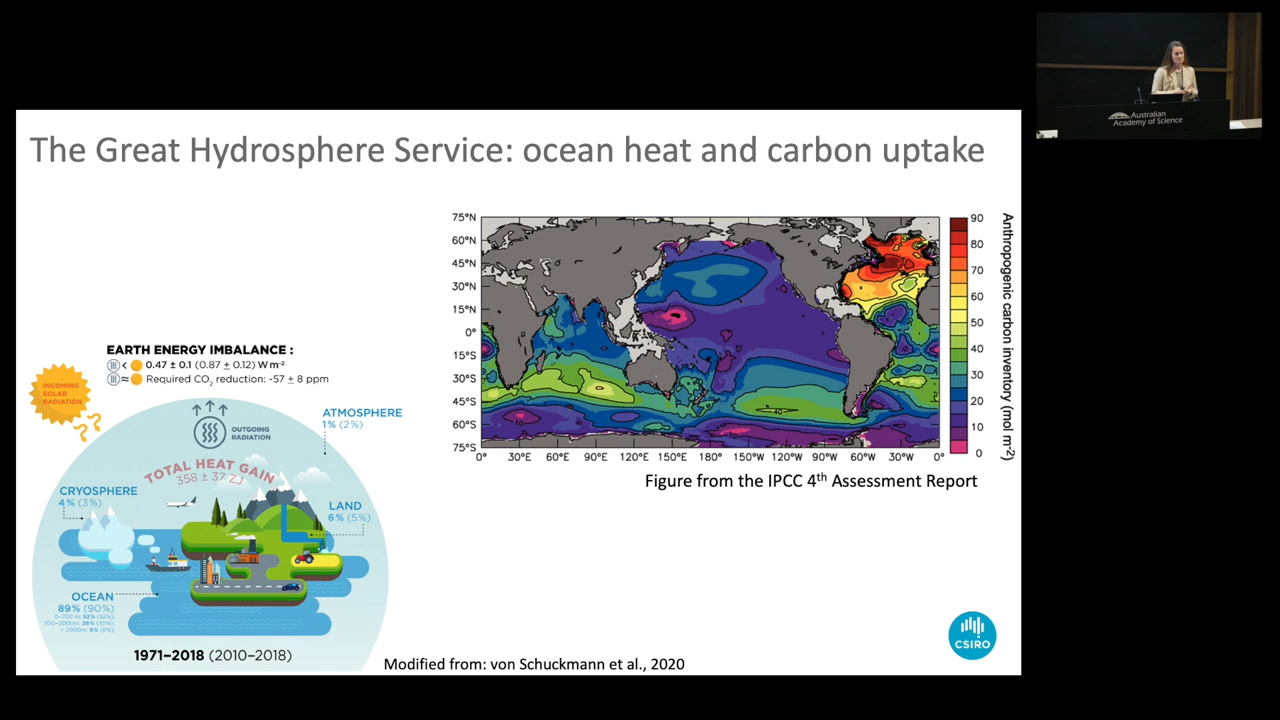 Australian
Academy of Science
The Great Hydrosphere Service: ocean heat and carbon uptake
EARTH ENERGY IMBALANCE :
0.47 ± 0.1 (0.87 ± 0.12) W m-2
Required CO2 reduction: -57 ± 8 ppm
INCOMING
SOLAR
RADIATION
OUTGOING
RADIATION
ATMOSPHERE
1% (2%)
TOTAL HEAT GAIN
358 ± 37 ZJ
CRYOSPHERE
4% (3%)
LAND
6% (5%)
OCEAN
89% (90%)
0-700 m: 52% (52%);
700-2000m: 28% (30%);
> 2000m: 9% (8%);
1971–2018 (2010–2018)
Modified from: von Schuckmann et al., 2020
75°N
60°N
45°N
30°N
15°N
0°
15°S
30°S
45°S
60°S
75°S
0° 30°E 60°E 90°E 120°E 150°E 180°E 150°W 120°W 90°W 60°W 30°W 0°
90
80
70
60
50
40
30
20
10
0
Anthropogenic carbon inventory (mol m-2)
Figure from the IPCC 4th Assessment Report
CSIRO